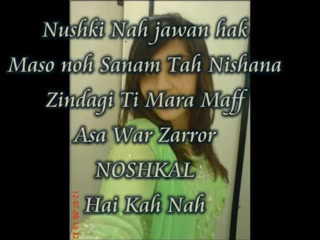 Nushki Nah jawan hak
Maso noh Sanam Tah Nishana
Zindagi Ti Mara Maff
Asa War Zarror
NOSHKAL
Hai Kah Nah